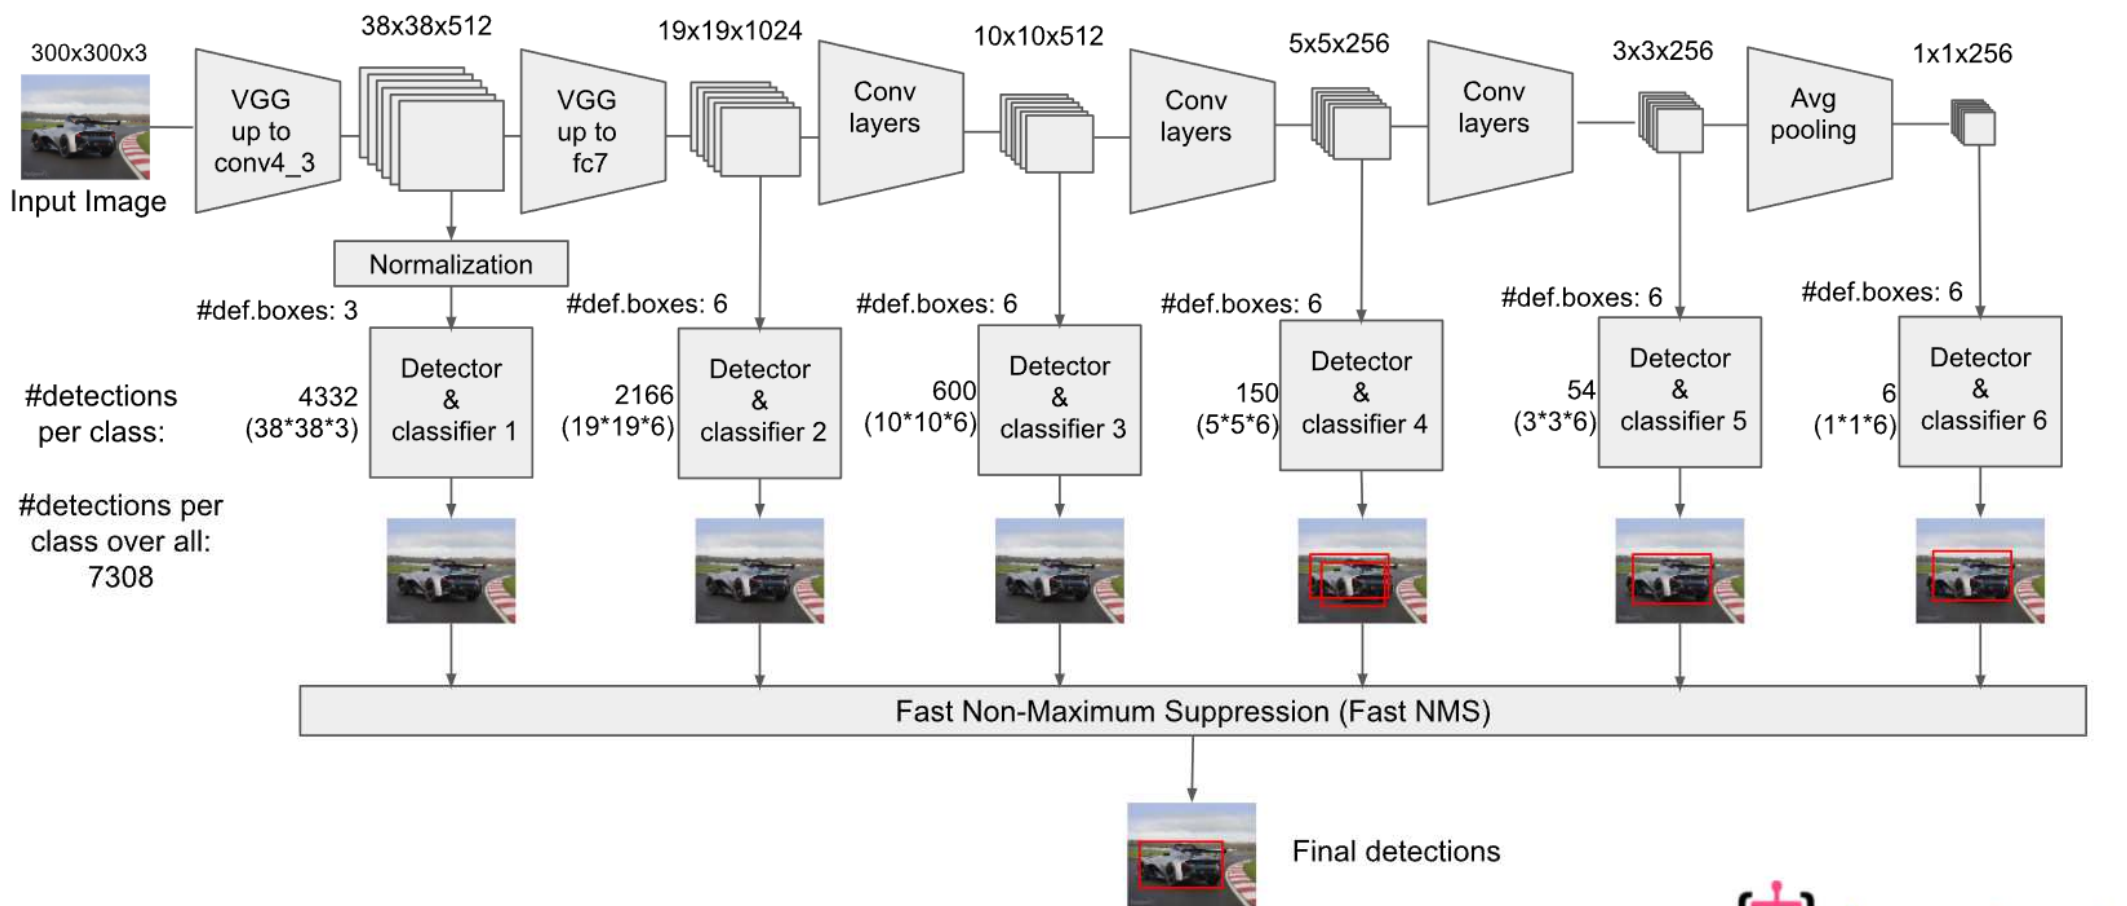 300x300x3
38x38x512
19x19x1024
10x10x512
5x5x256
3x3x256
1x1x256
Input Image
VGG
up to
conv4_3
VGG
up to
fc7
Conv
layers
Conv
layers
Conv
layers
Avg
pooling
Normalization
#def.boxes: 3
#def.boxes: 6
#def.boxes: 6
#def.boxes: 6
#def.boxes: 6
#def.boxes: 6
#detections
per class:
4332
(38*38*3)
Detector
&
classifier 1
2166
(19*19*6)
Detector
&
classifier 2
600
(10*10*6)
Detector
&
classifier 3
150
(5*5*6)
Detector
&
classifier 4
54
(3*3*6)
Detector
&
classifier 5
6
(1*1*6)
Detector
&
classifier 6
#detections per
class over all:
7308
Fast Non-Maximum Suppression (Fast NMS)
Final detections